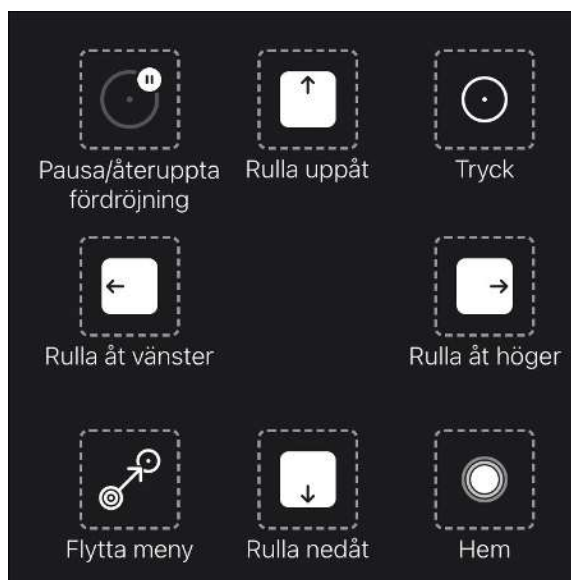 Pausa/återuppta
fördröjning
Rulla uppåt
Tryck
Rulla åt vänster
Rulla åt höger
Flytta meny
Rulla nedåt
Hem